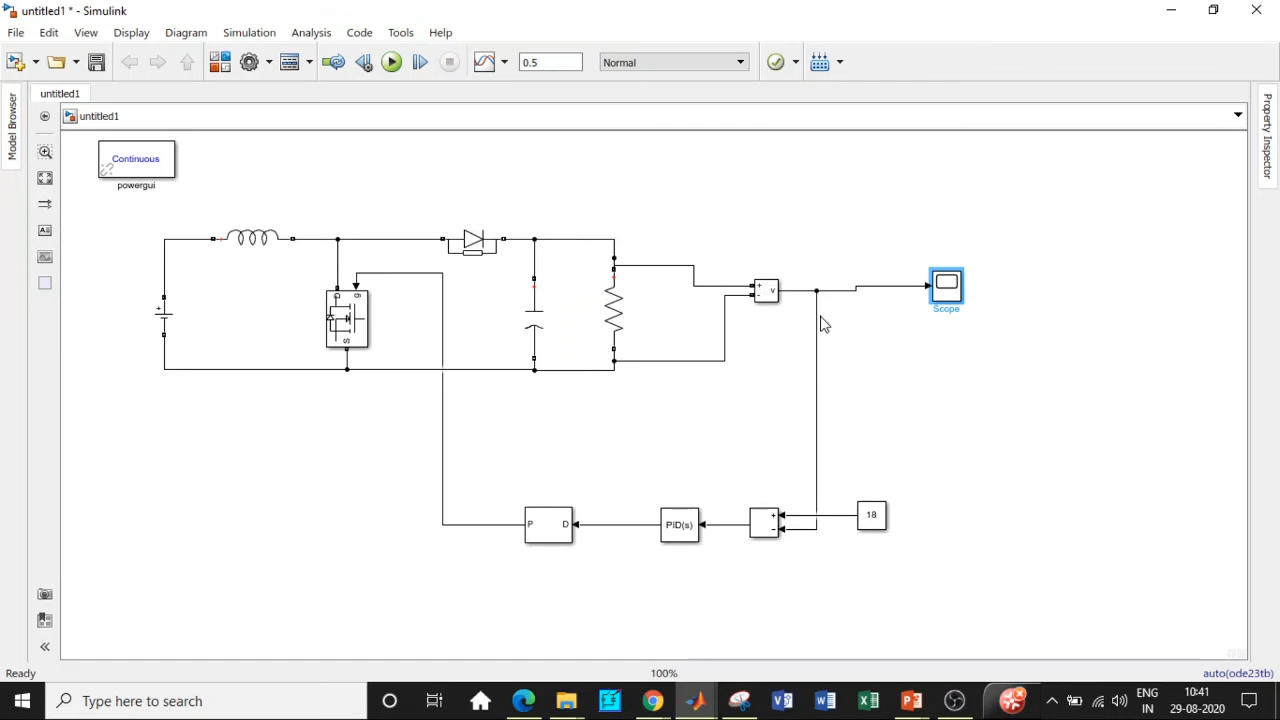 untitled1 * - Simulink
File Edit View Display Diagram Simulation Analysis Code Tools Help
0.5 Normal
untitled1
untitled1
Model Browser
Property Inspector
Continuous
powergui
+
g
D
S
+
-
v
Scope
P D
PID(s)
+
-
18
Ready 100% auto(ode23tb)
Type here to search
ENG
IN
10:41
29-08-2020